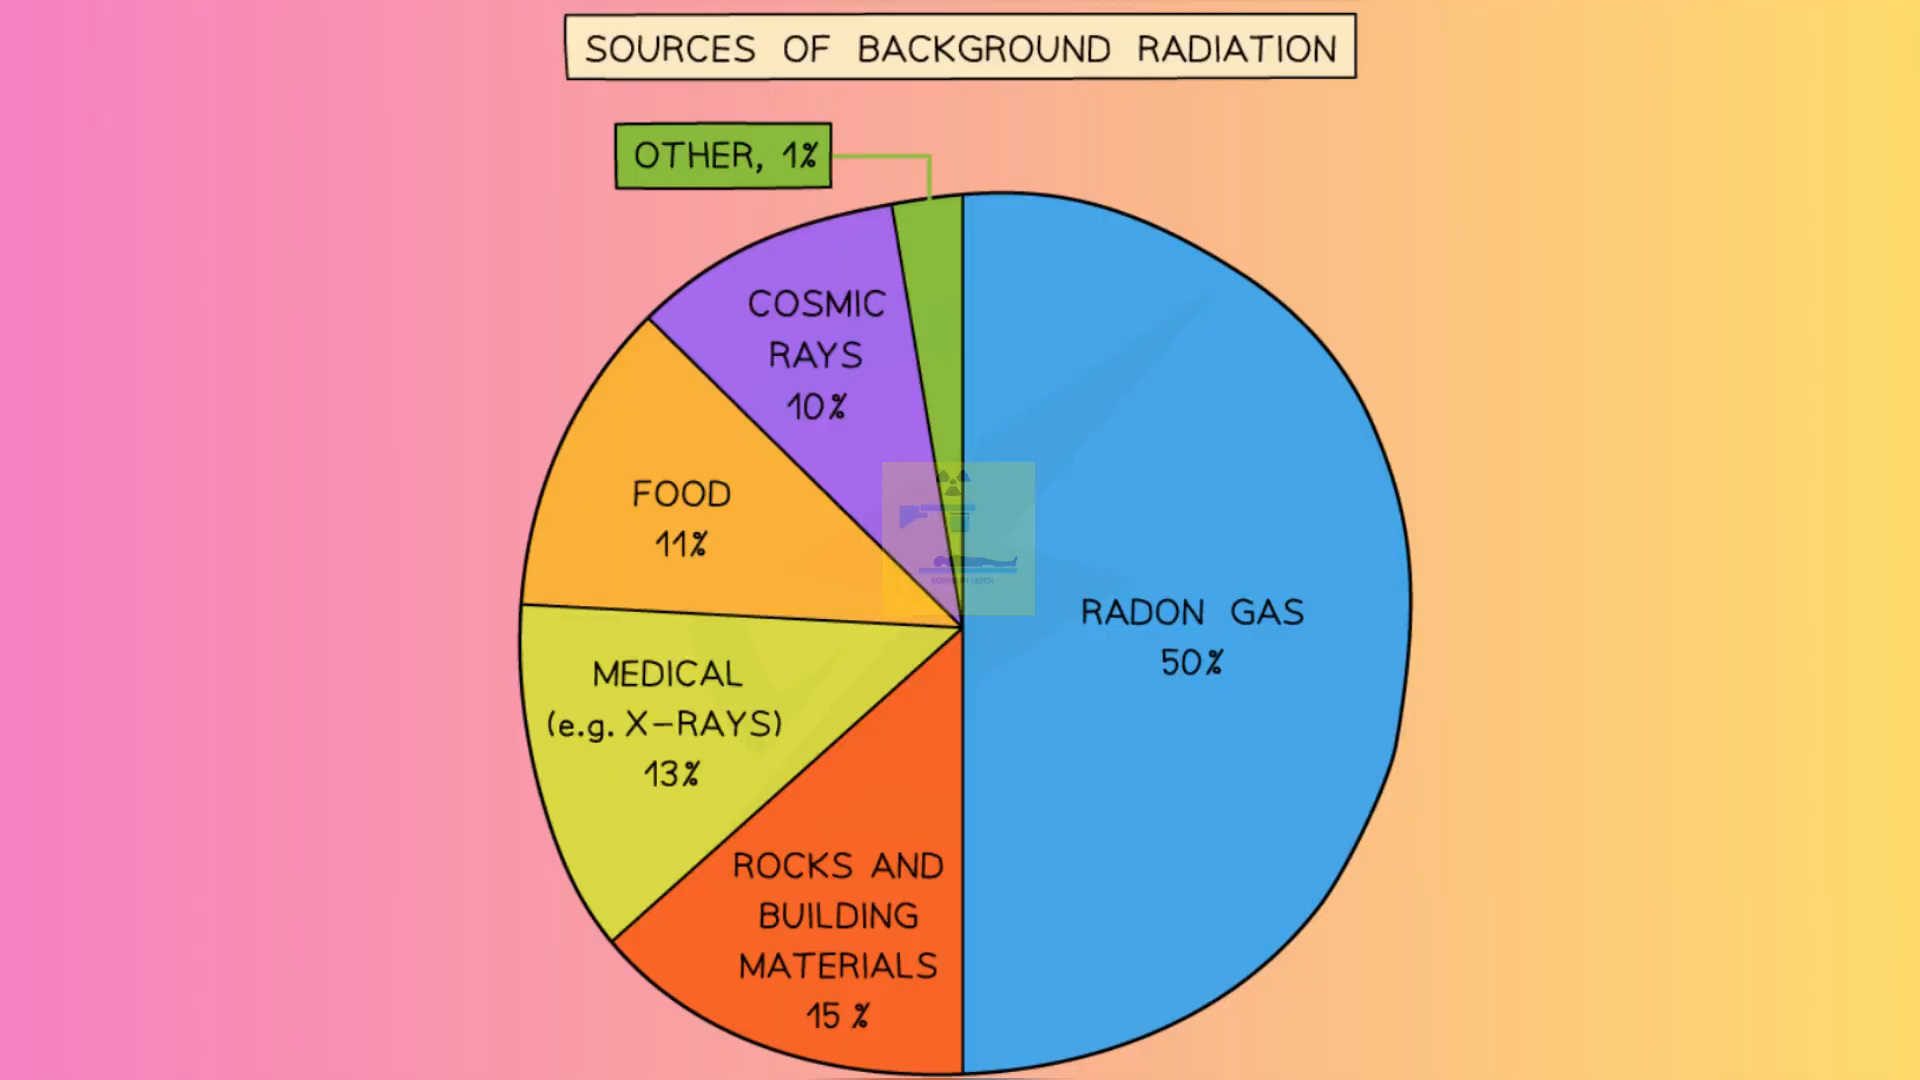 SOURCES OF BACKGROUND RADIATION
OTHER, 1%
COSMIC
RAYS
10%
FOOD
11%
RADON GAS
50%
MEDICAL
(e.g. X-RAYS)
13%
ROCKS AND
BUILDING
MATERIALS
15 %